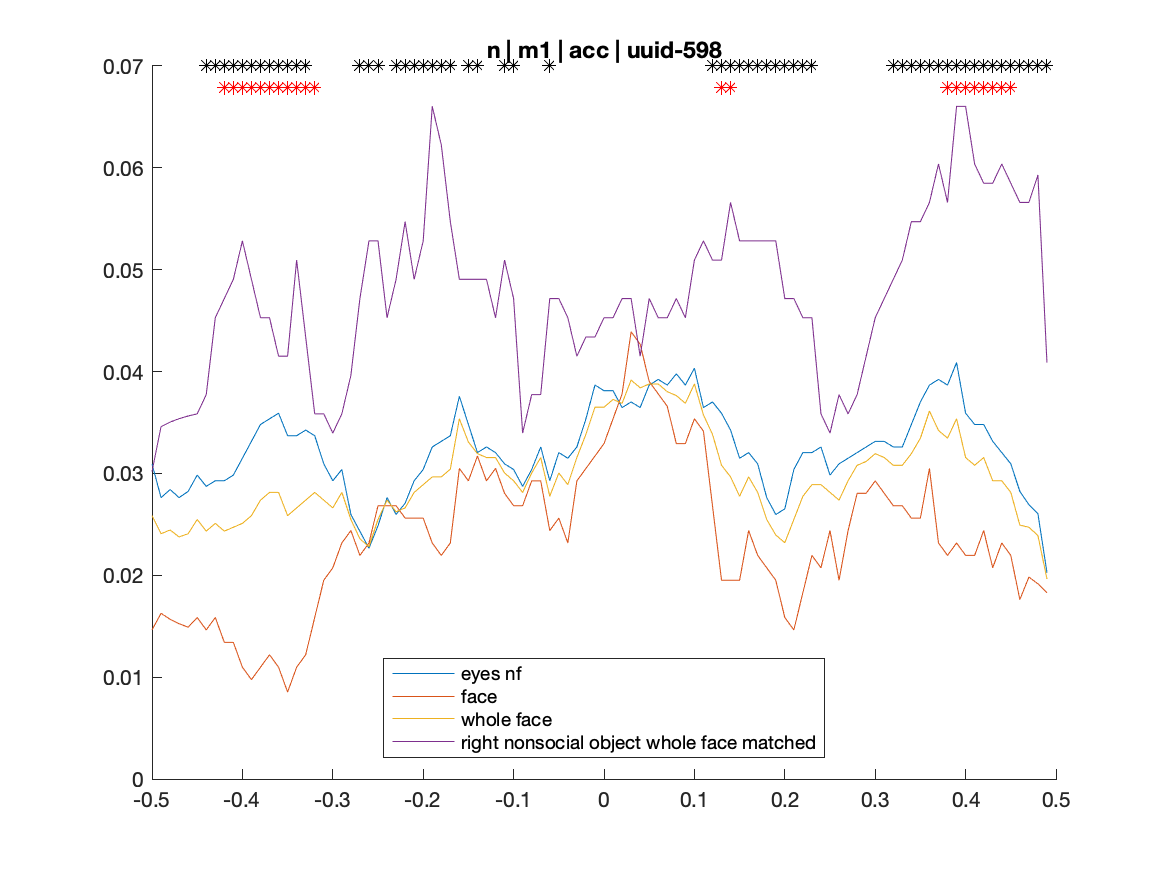 n | m1 | acc | uuid-598
0.07
0.06
0.05
0.04
0.03
0.02
0.01
0
eyes nf
face
whole face
right nonsocial object whole face matched
-0.5 -0.4 -0.3 -0.2 -0.1 0 0.1 0.2 0.3 0.4 0.5